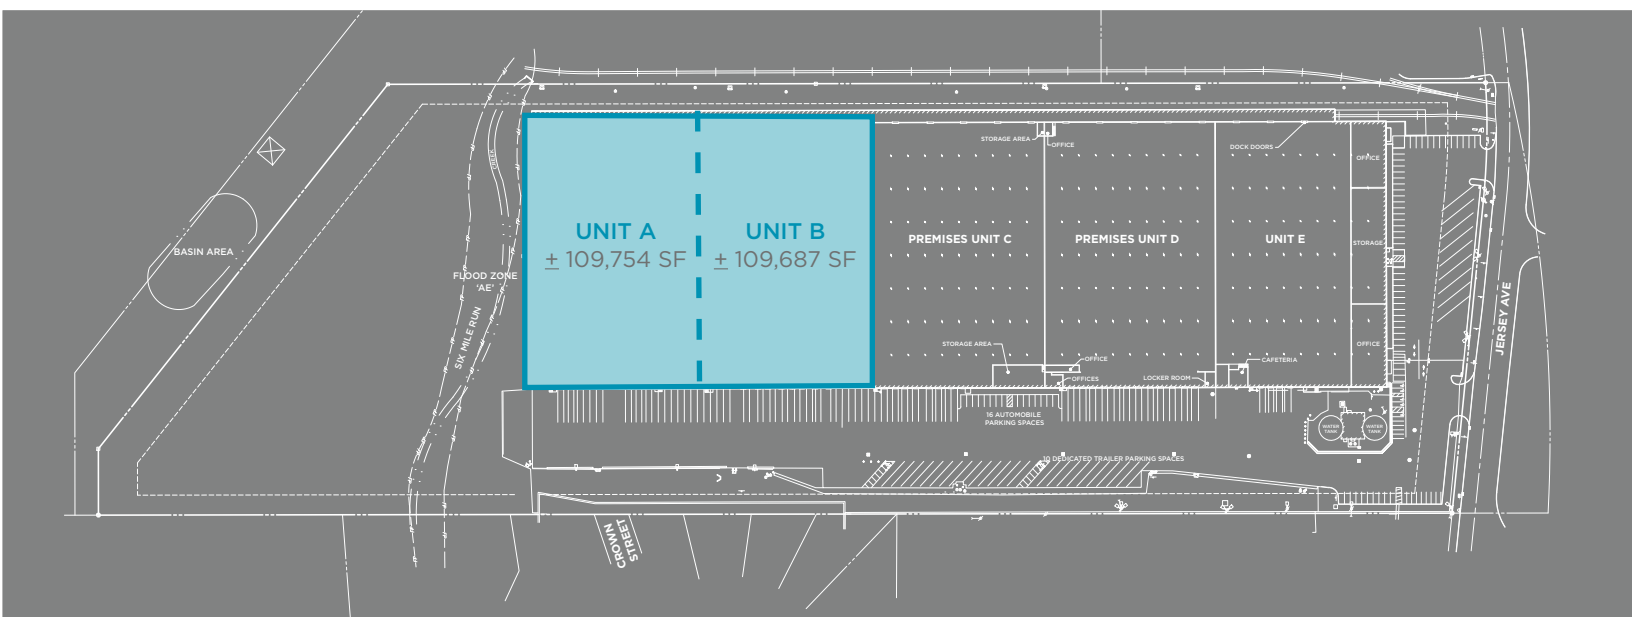 STORAGE AREA
OFFICE
DOCK DOORS
OFFICE
CREEK
UNIT A
± 109,754 SF
UNIT B
± 109,687 SF
PREMISES UNIT C
PREMISES UNIT D
UNIT E
STORAGE
BASIN AREA
FLOOD ZONE
'AE'
SIX MILE RUN
JERSEY AVE
STORAGE AREA
OFFICE
OFFICES
LOCKER ROOM
CAFETERIA
OFFICE
16 AUTOMOBILE
PARKING SPACES
WATER
TANK
WATER
TANK
10 DEDICATED TRAILER PARKING SPACES
CROWN
STREET